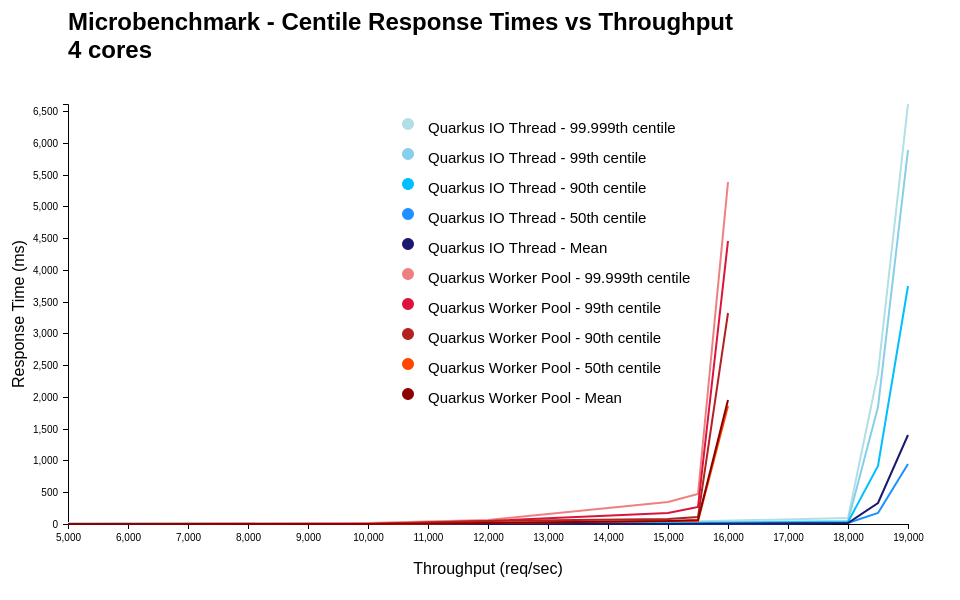 Microbenchmark - Centile Response Times vs Throughput
4 cores
6,500
6,000
5,500
5,000
4,500
4,000
3,500
3,000
2,500
2,000
1,500
1,000
500
0
Response Time (ms)
Quarkus IO Thread - 99.999th centile
Quarkus IO Thread - 99th centile
Quarkus IO Thread - 90th centile
Quarkus IO Thread - 50th centile
Quarkus IO Thread - Mean
Quarkus Worker Pool - 99.999th centile
Quarkus Worker Pool - 99th centile
Quarkus Worker Pool - 90th centile
Quarkus Worker Pool - 50th centile
Quarkus Worker Pool - Mean
5,000 6,000 7,000 8,000 9,000 10,000 11,000 12,000 13,000 14,000 15,000 16,000 17,000 18,000 19,000
Throughput (req/sec)